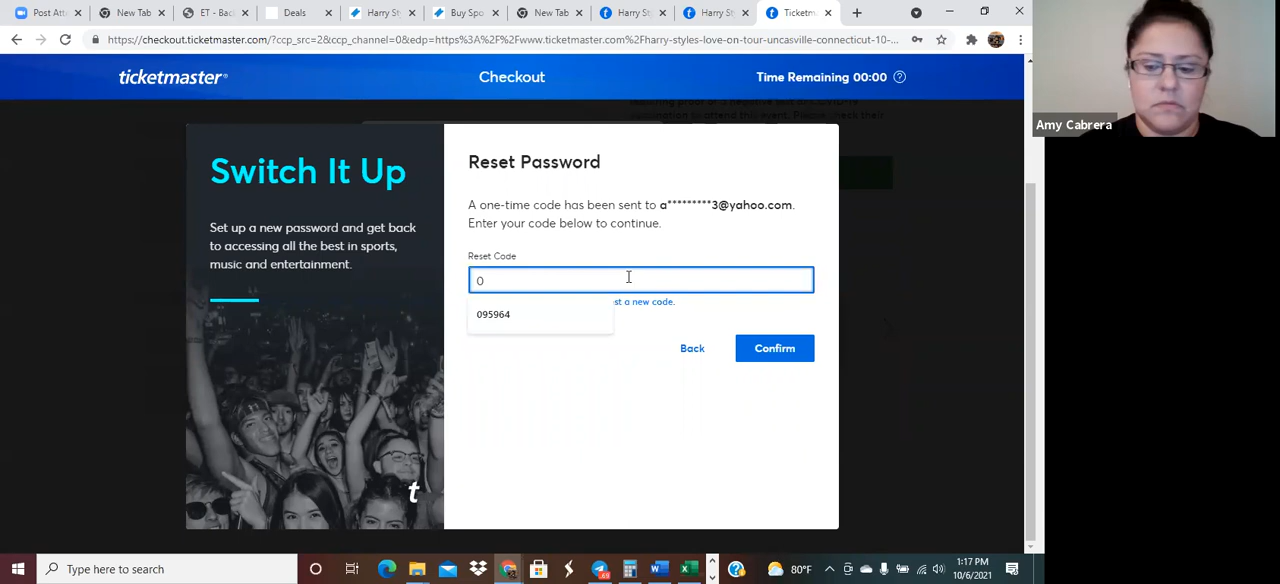 Post Att
New Tab
ET - Bac
Deals
Harry St
Buy Spo
New Tab
Harry St
Harry St
Ticketm
https://checkout.ticketmaster.com/?ccp_src=2&ccp_channel=0&edp=https%3A%2F%2Fwww.ticketmaster.com%2Fharry-styles-love-on-tour-uncasville-connecticut-10-...
ticketmaster®
Checkout
Time Remaining 00:00
Amy Cabrera
Switch It Up
Set up a new password and get back
to accessing all the best in sports,
music and entertainment.
t
Reset Password
A one-time code has been sent to a*********3@yahoo.com.
Enter your code below to continue.
Reset Code
0
st a new code.
095964
Back
Confirm
Type here to search
80°F
1:17 PM
10/6/2021